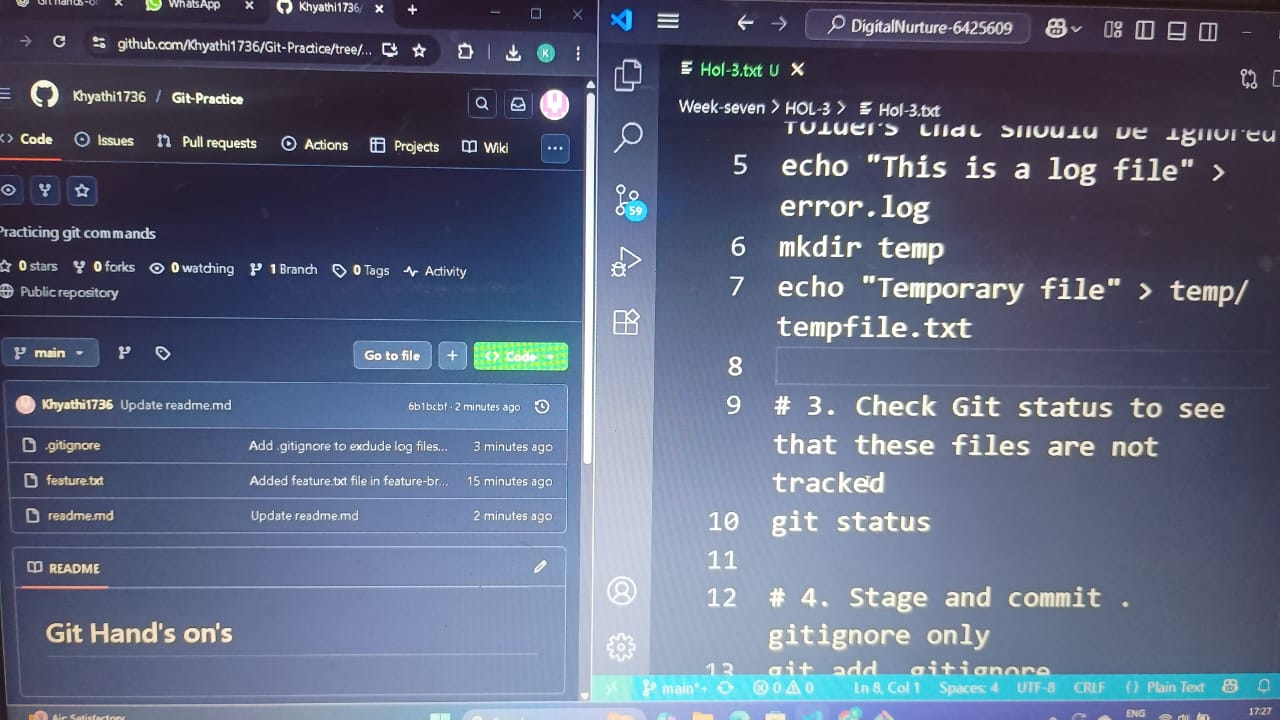 WhatsApp
Khyathi1736/
github.com/Khyathi1736/Git-Practice/tree/...
K
Khyathi1736 / Git-Practice
Code Issues Pull requests Actions Projects Wiki ...
Practicing git commands
0 stars 0 forks 0 watching 1 Branch 0 Tags Activity
Public repository
main Go to file + <> Code
Khyathi1736 Update readme.md 6b1bcbf · 2 minutes ago
.gitignore Add .gitignore to exclude log files... 3 minutes ago
feature.txt Added feature.txt file in feature-br... 15 minutes ago
readme.md Update readme.md 2 minutes ago
README
Git Hand's on's
Air Satisfactory
DigitalNurture-6425609
Hol-3.txt U
Week-seven > HOL-3 > Hol-3.txt
folders that should be ignored
5 echo "This is a log file" >
error.log
6 mkdir temp
7 echo "Temporary file" > temp/
tempfile.txt
8
9 # 3. Check Git status to see
that these files are not
tracked
10 git status
11
12 # 4. Stage and commit .
gitignore only
13 git add .gitignore
59
main*+ 0 0 Ln 8, Col 1 Spaces: 4 UTF-8 CRLF {} Plain Text
ENG
17:27